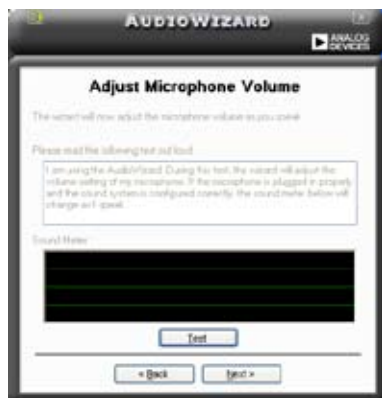 AUDIOWIZARD
ANALOG
DEVICES
Adjust Microphone Volume
The wizard will now adjust the microphone volume as you speak
Please read the following text out loud
I am using the AudioWizard. During this test, the wizard will adjust the
volume setting of my microphone. If the microphone is plugged in properly
and the sound system is configured correctly, the sound meter below will
change as I speak.
Sound Meter
Test
< Back
Next >